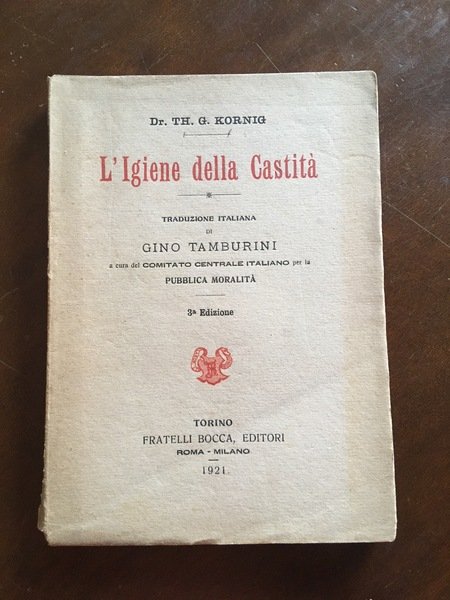 Dr. TH. G. KORNIG
L'Igiene della Castità
TRADUZIONE ITALIANA
DI
GINO TAMBURINI
a cura del COMITATO CENTRALE ITALIANO per la
PUBBLICA MORALITÀ
3ª Edizione
TORINO
FRATELLI BOCCA, EDITORI
ROMA - MILANO
1921